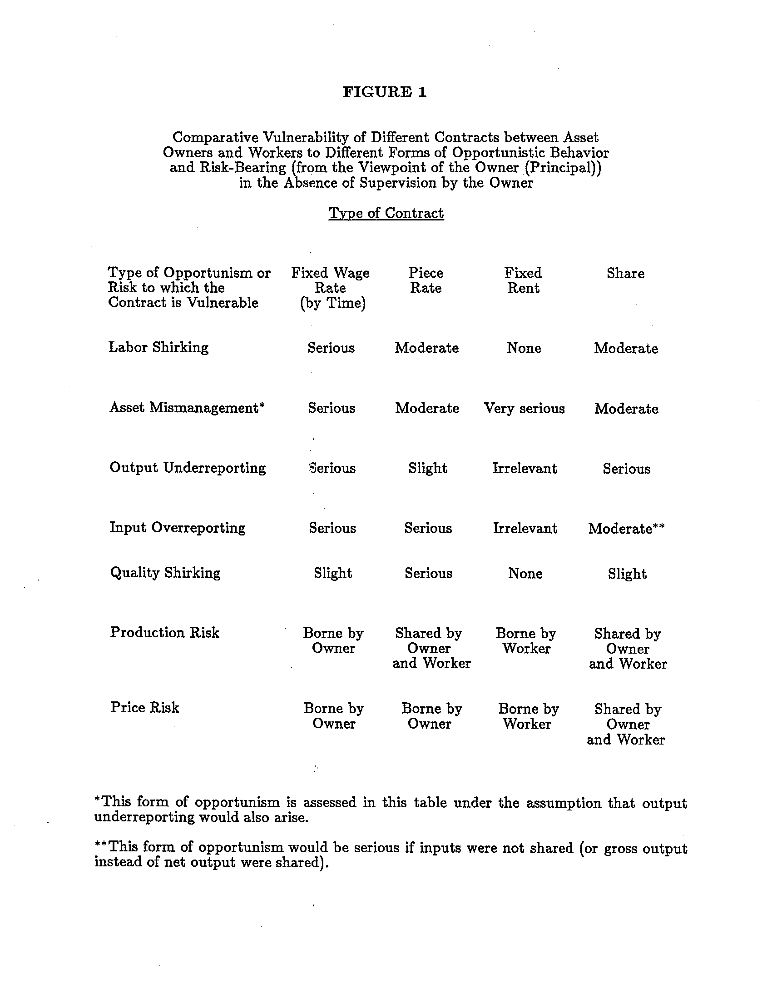 FIGURE 1
Comparative Vulnerability of Different Contracts between Asset
Owners and Workers to Different Forms of Opportunistic Behavior
and Risk-Bearing (from the Viewpoint of the Owner (Principal))
in the Absence of Supervision by the Owner
Type of Contract
Type of Opportunism or Fixed Wage Piece Fixed Share
Risk to which the Rate Rate Rent
Contract is Vulnerable (by Time)
Labor Shirking Serious Moderate None Moderate
Asset Mismanagement* Serious Moderate Very serious Moderate
Output Underreporting Serious Slight Irrelevant Serious
Input Overreporting Serious Serious Irrelevant Moderate**
Quality Shirking Slight Serious None Slight
Production Risk Borne by Shared by Borne by Shared by
Owner Owner Worker Owner
and Worker and Worker
Price Risk Borne by Borne by Borne by Shared by
Owner Owner Worker Owner
and Worker
*This form of opportunism is assessed in this table under the assumption that output
underreporting would also arise.
**This form of opportunism would be serious if inputs were not shared (or gross output
instead of net output were shared).